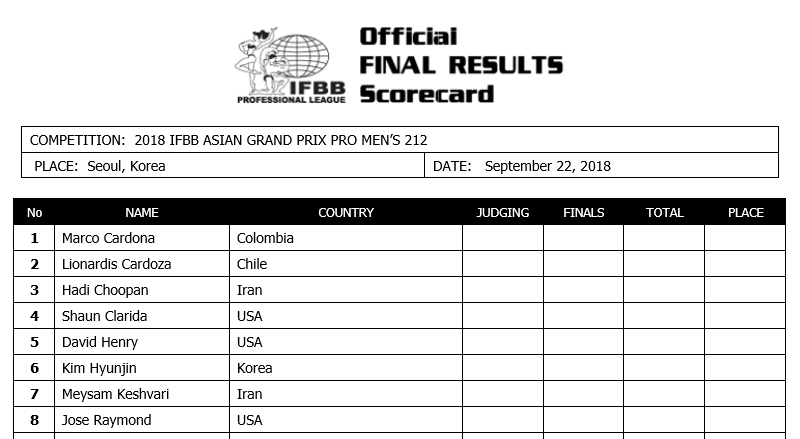 Official
FINAL RESULTS
Scorecard
IFBB
PROFESSIONAL LEAGUE
COMPETITION: 2018 IFBB ASIAN GRAND PRIX PRO MEN'S 212
PLACE: Seoul, Korea DATE: September 22, 2018
No NAME COUNTRY JUDGING FINALS TOTAL PLACE
1 Marco Cardona Colombia
2 Lionardis Cardoza Chile
3 Hadi Choopan Iran
4 Shaun Clarida USA
5 David Henry USA
6 Kim Hyunjin Korea
7 Meysam Keshvari Iran
8 Jose Raymond USA